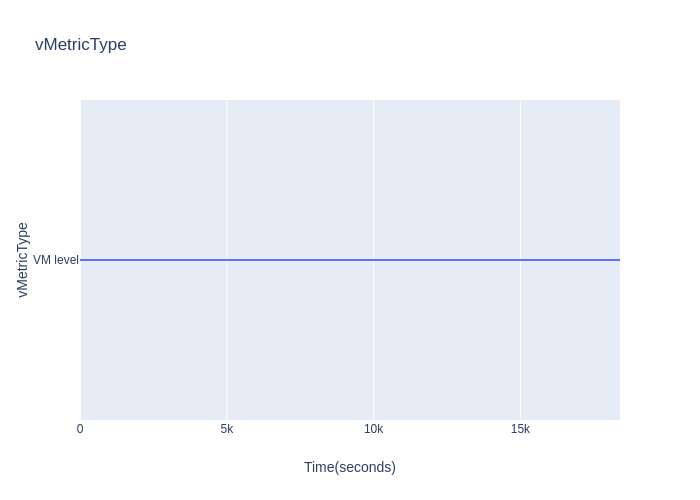 vMetricType
vMetricType
VM level
0 5k 10k 15k
Time(seconds)